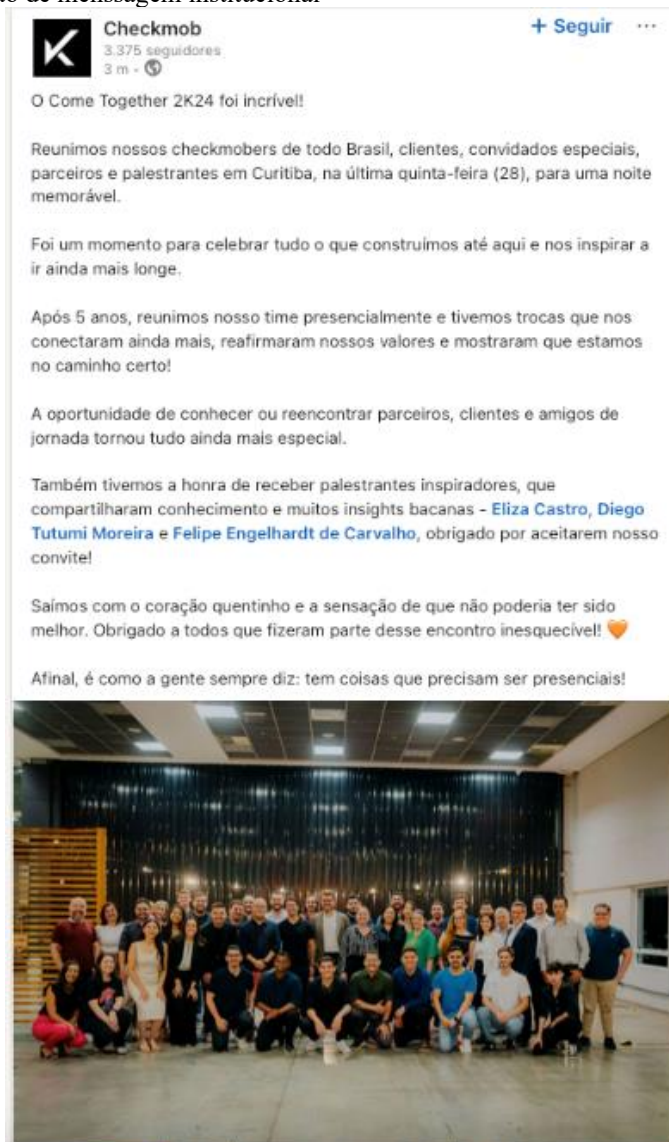 de menssagem institucional
Checkmob
+ Seguir ...
3.375 seguidores
3 m •
O Come Together 2K24 foi incrível!
Reunimos nossos checkmobers de todo Brasil, clientes, convidados especiais,
parceiros e palestrantes em Curitiba, na última quinta-feira (28), para uma noite
memorável.
Foi um momento para celebrar tudo o que construímos até aqui e nos inspirar a
ir ainda mais longe.
Após 5 anos, reunimos nosso time presencialmente e tivemos trocas que nos
conectaram ainda mais, reafirmaram nossos valores e mostraram que estamos
no caminho certo!
A oportunidade de conhecer ou reencontrar parceiros, clientes e amigos de
jornada tornou tudo ainda mais especial.
Também tivemos a honra de receber palestrantes inspiradores, que
compartilharam conhecimento e muitos insights bacanas - Eliza Castro, Diego
Tutumi Moreira e Felipe Engelhardt de Carvalho, obrigado por aceitarem nosso
convite!
Saímos com o coração quentinho e a sensação de que não poderia ter sido
melhor. Obrigado a todos que fizeram parte desse encontro inesquecível! 🧡
Afinal, é como a gente sempre diz: tem coisas que precisam ser presenciais!